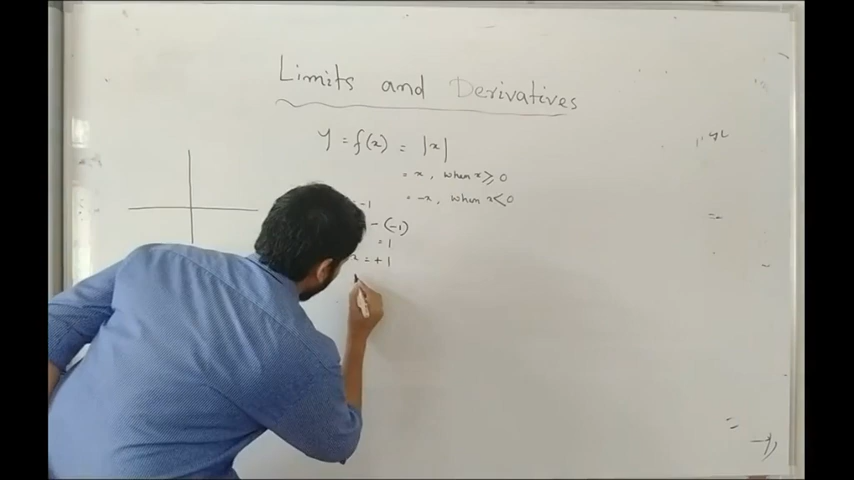 Limits and Derivatives
y = f(x) = |x|
= x, when x ≥ 0
= -x, when x < 0
-1
- (-1)
= 1
x = + 1